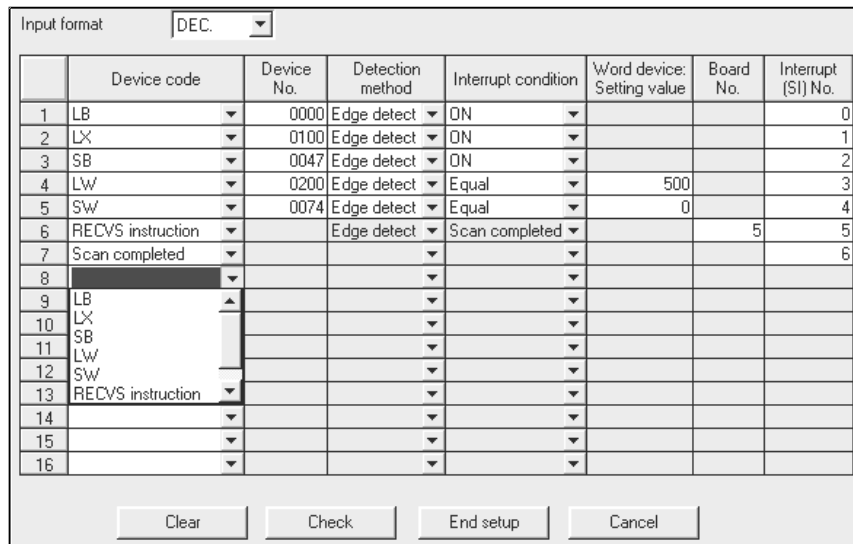 Input format DEC.
Device code Device No. Detection method Interrupt condition Word device: Setting value Board No. Interrupt (SI) No.
1 LB 0000 Edge detect ON 0
2 LX 0100 Edge detect ON 1
3 SB 0047 Edge detect ON 2
4 LW 0200 Edge detect Equal 500 3
5 SW 0074 Edge detect Equal 0 4
6 RECVS instruction Edge detect Scan completed 5 5
7 Scan completed 6
8
9 LB
10 LX
SB
11 LW
12 SW
13 RECVS instruction
14
15
16
Clear Check End setup Cancel